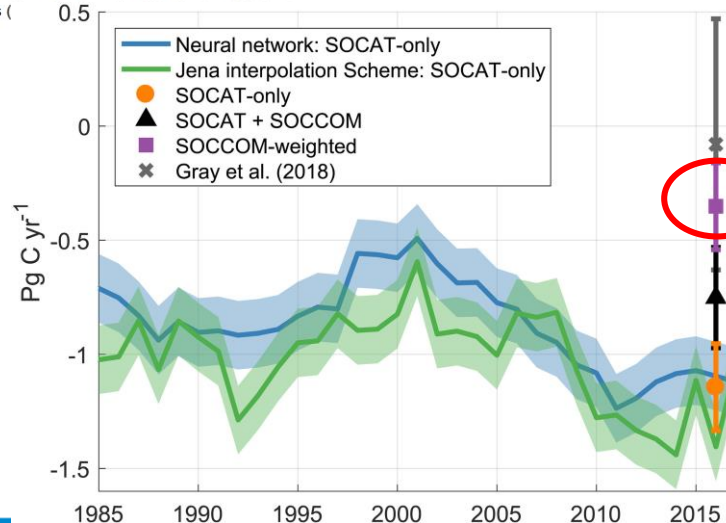 s (
0.5
0
-0.5
-1
-1.5
Pg C yr-1
Neural network: SOCAT-only
Jena interpolation Scheme: SOCAT-only
SOCAT-only
SOCAT + SOCCOM
SOCCOM-weighted
Gray et al. (2018)
1985 1990 1995 2000 2005 2010 2015